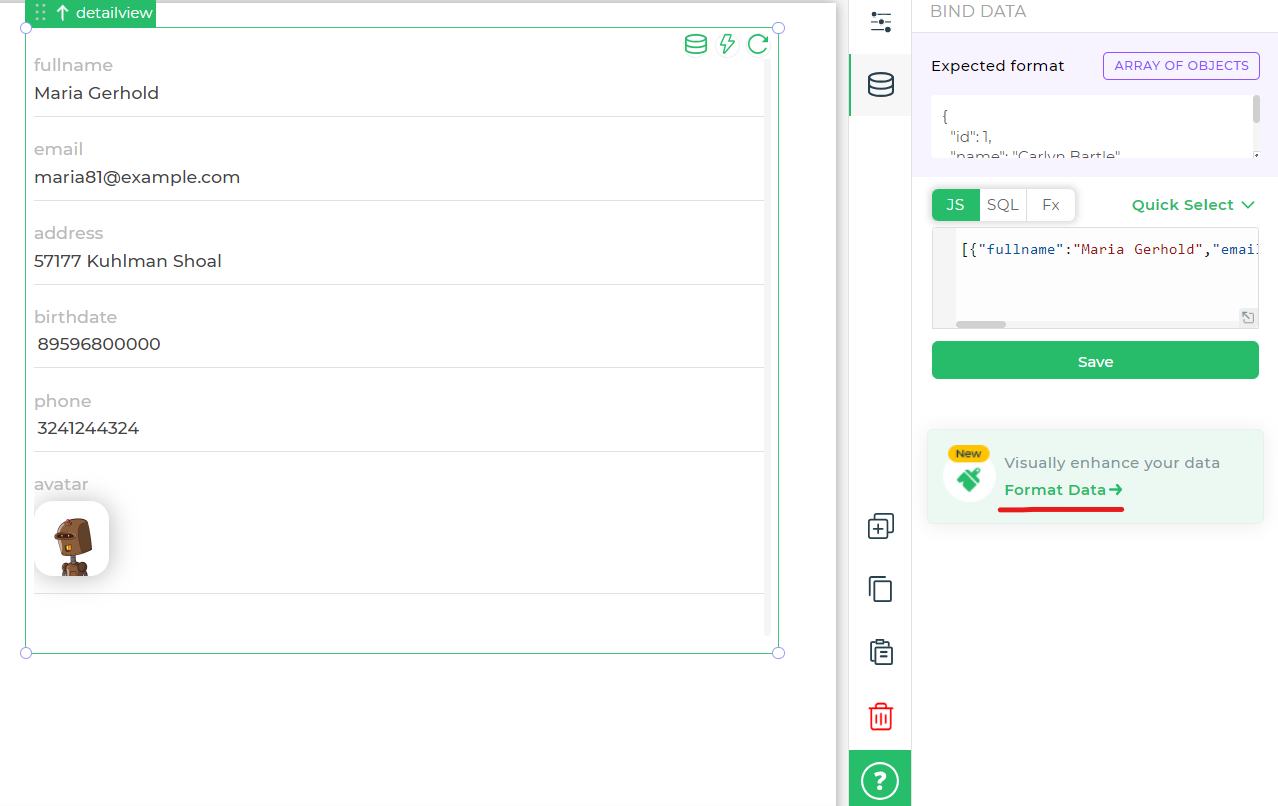 detailview
fullname
Maria Gerhold
email
maria81@example.com
address
57177 Kuhlman Shoal
birthdate
89596800000
phone
3241244324
avatar
BIND DATA
Expected format
ARRAY OF OBJECTS
{
"id": 1,
"name": "Carlyn Bartle"
JS
SQL
Fx
Quick Select
[{"fullname":"Maria Gerhold","email
Save
New
Visually enhance your data
Format Data
?